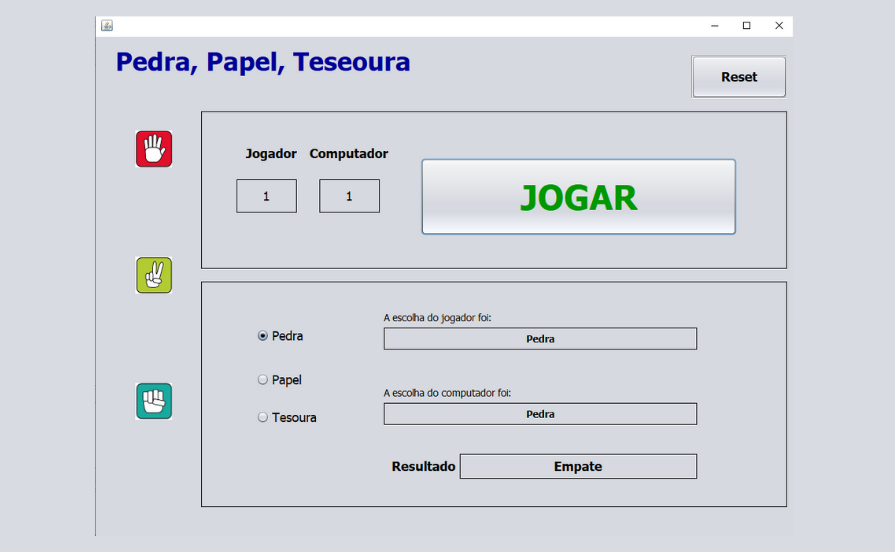 Pedra, Papel, Teseoura
Reset
Jogador Computador
1 1
JOGAR
A escolha do jogador foi:
Pedra
Pedra
Papel
A escolha do computador foi:
Pedra
Tesoura
Resultado Empate